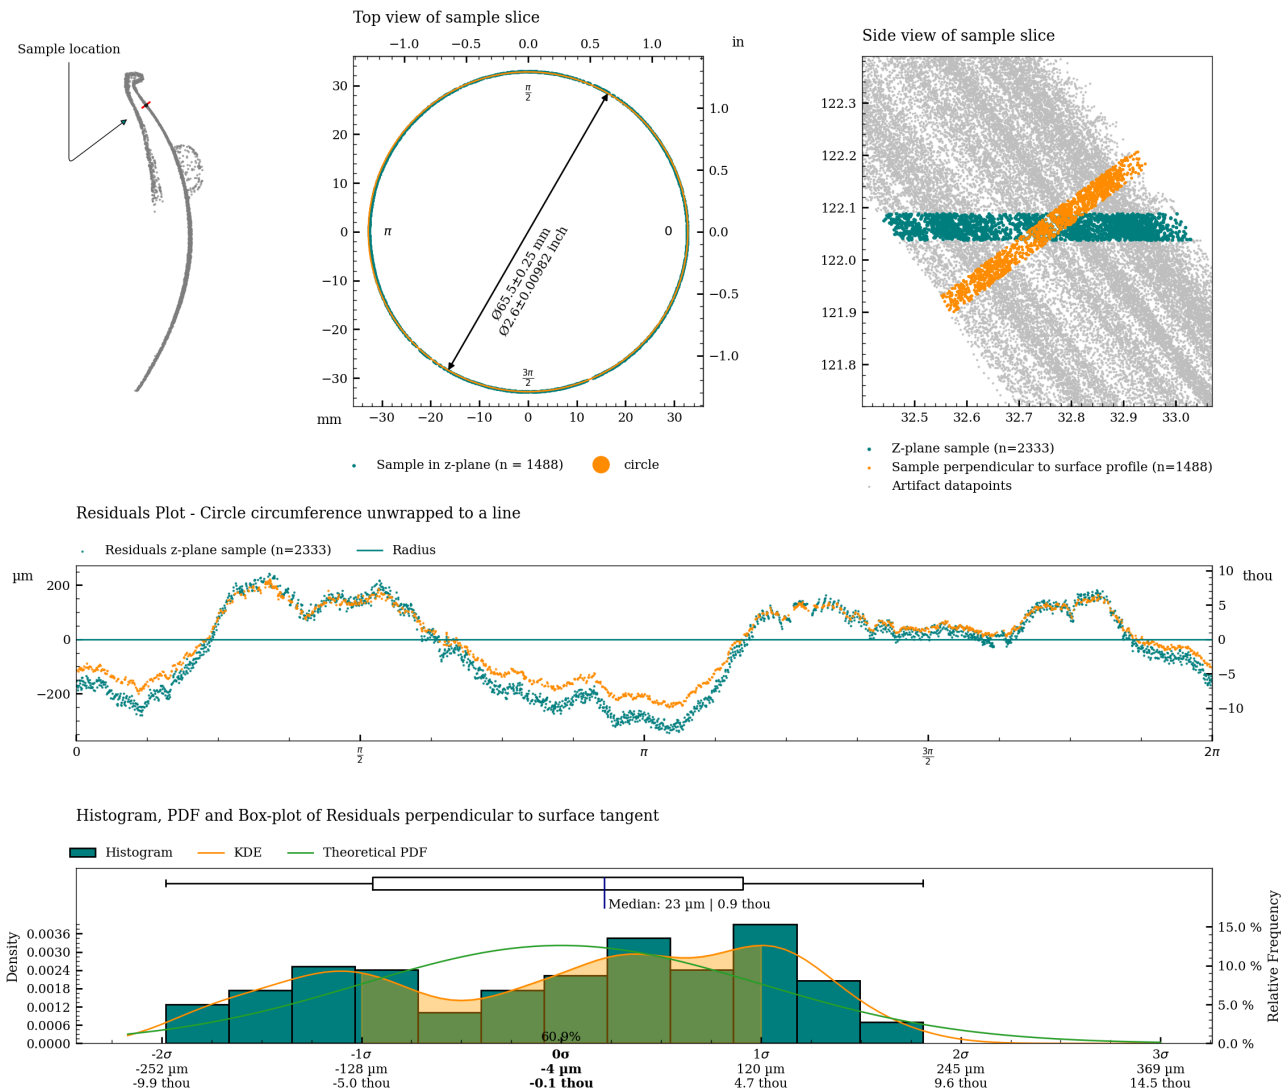 Sample location
Top view of sample slice
−1.0 −0.5 0.0 0.5 1.0
in
30
20
10
0
−10
−20
−30
mm
1.0
0.5
0.0
−0.5
−1.0
π/2
π
0
3π/2
Ø65.5±0.25 mm
Ø2.6±0.00982 inch
−30 −20 −10 0 10 20 30
Sample in z-plane (n = 1488)
circle
Side view of sample slice
122.3
122.2
122.1
122.0
121.9
121.8
32.5 32.6 32.7 32.8 32.9 33.0
Z-plane sample (n=2333)
Sample perpendicular to surface profile (n=1488)
Artifact datapoints
Residuals Plot - Circle circumference unwrapped to a line
Residuals z-plane sample (n=2333)
Radius
µm
200
0
−200
thou
10
5
0
−5
−10
0 π/2 π 3π/2 2π
Histogram, PDF and Box-plot of Residuals perpendicular to surface tangent
Histogram
KDE
Theoretical PDF
Median: 23 µm | 0.9 thou
Density
0.0036
0.0030
0.0024
0.0018
0.0012
0.0006
0.0000
Relative Frequency
15.0 %
10.0 %
5.0 %
0.0 %
60.9%
-2σ -1σ 0σ 1σ 2σ 3σ
-252 µm -128 µm -4 µm 120 µm 245 µm 369 µm
-9.9 thou -5.0 thou -0.1 thou 4.7 thou 9.6 thou 14.5 thou